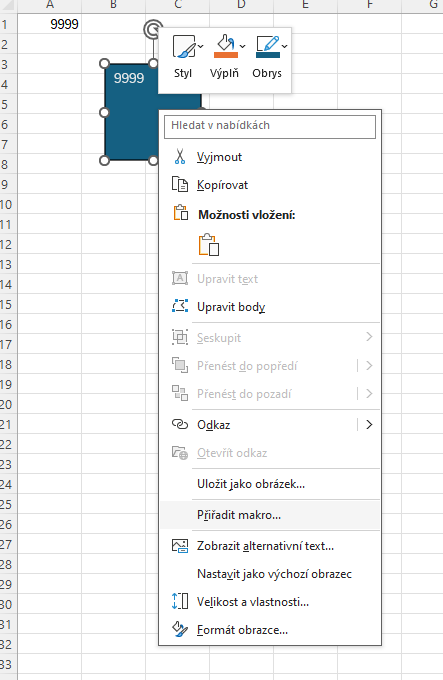 A B C D E F G
1 9999
2
Styl Výplň Obrys
3
9999
4
5
Hledat v nabídkách
6
7
Vyjmout
8
Kopírovat
9
10
Možnosti vložení:
11
12
13
Upravit text
14
15
Upravit body
16
Seskupit
17
18
Přenést do popředí
19
Přenést do pozadí
20
21
Odkaz
22
Otevřít odkaz
23
24
Uložit jako obrázek...
25
26
Přiřadit makro...
27
Zobrazit alternativní text...
28
29
Nastavit jako výchozí obrazec
30
Velikost a vlastnosti...
31
Formát obrazce...
32
33